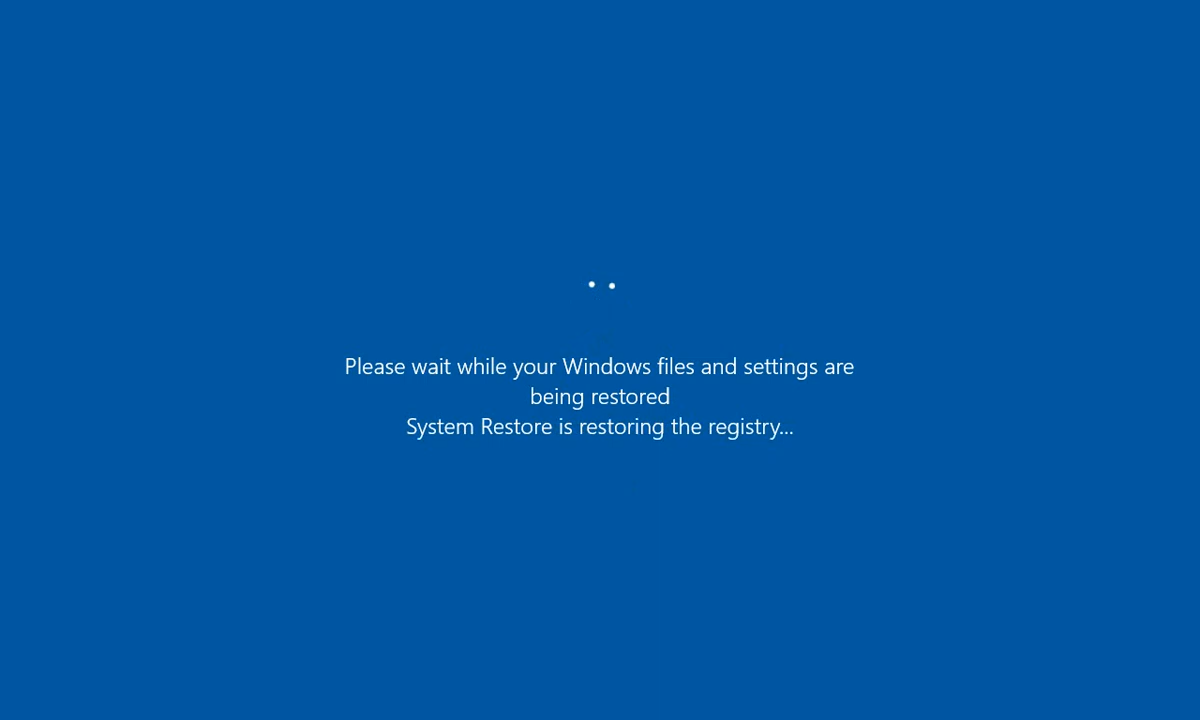 Please wait while your Windows files and settings are
being restored
System Restore is restoring the registry...